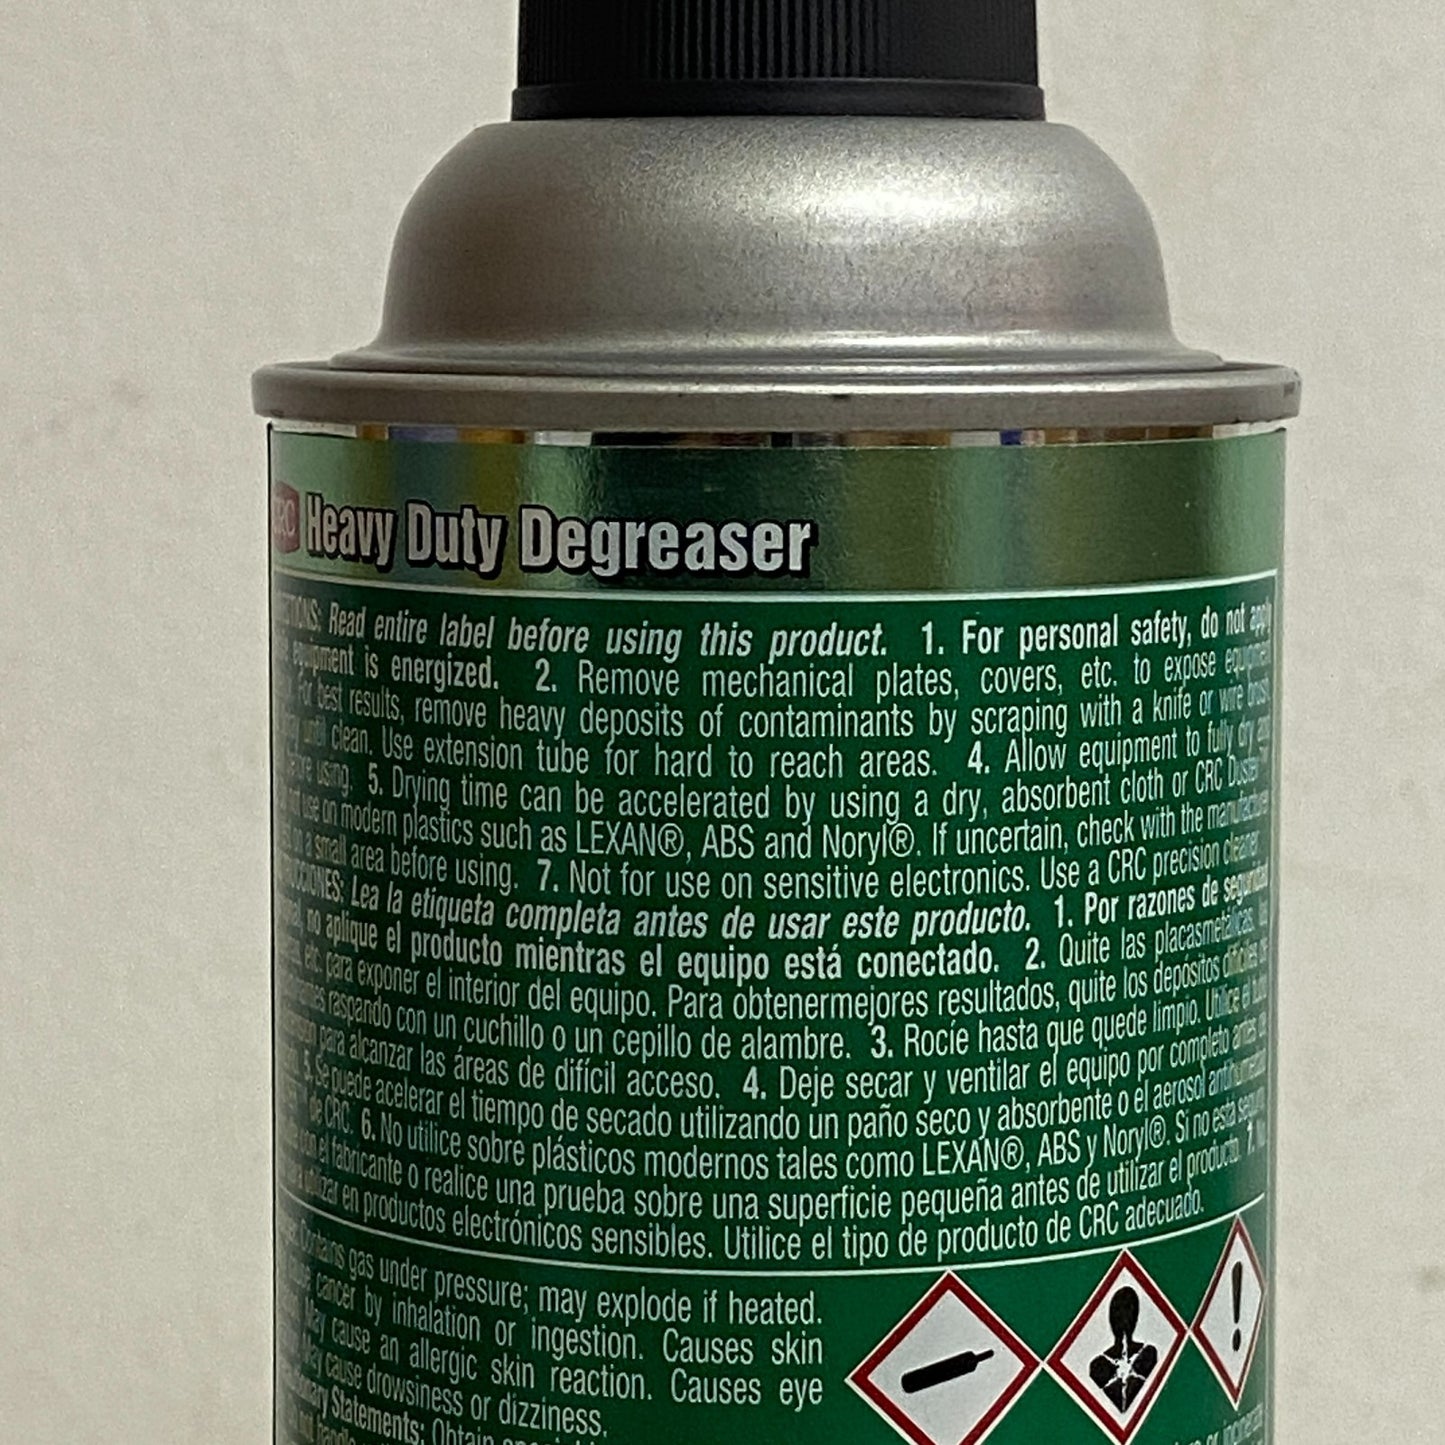 CRC Heavy Duty Degreaser
Read entire label before using this product. 1. For personal safety, do not apply
equipment is energized. 2. Remove mechanical plates, covers, etc. to expose equipment
For best results, remove heavy deposits of contaminants by scraping with a knife or wire brush.
until clean. Use extension tube for hard to reach areas. 4. Allow equipment to fully dry and
before using. 5. Drying time can be accelerated by using a dry, absorbent cloth or CRC Duster™
not use on modern plastics such as LEXAN®, ABS and Noryl®. If uncertain, check with the manufacturer
on a small area before using. 7. Not for use on sensitive electronics. Use a CRC precision cleaner.
Lea la etiqueta completa antes de usar este producto. 1. Por razones de seguridad
no aplique el producto mientras el equipo está conectado. 2. Quite las placasmetálicas, las
etc. para exponer el interior del equipo. Para obtenermejores resultados, quite los depósitos difíciles de
raspando con un cuchillo o un cepillo de alambre. 3. Rocíe hasta que quede limpio. Utilice el tubo
para alcanzar las áreas de difícil acceso. 4. Deje secar y ventilar el equipo por completo antes de
5. Se puede acelerar el tiempo de secado utilizando un paño seco y absorbente o el aerosol antihumedad
de CRC. 6. No utilice sobre plásticos modernos tales como LEXAN®, ABS y Noryl®. Si no está seguro,
con el fabricante o realice una prueba sobre una superficie pequeña antes de utilizar el producto. 7. No
utilizar en productos electrónicos sensibles. Utilice el tipo de producto de CRC adecuado.
Contains gas under pressure; may explode if heated.
cancer by inhalation or ingestion. Causes skin
May cause an allergic skin reaction. Causes eye
May cause drowsiness or dizziness.
Statements: Obtain
not handle